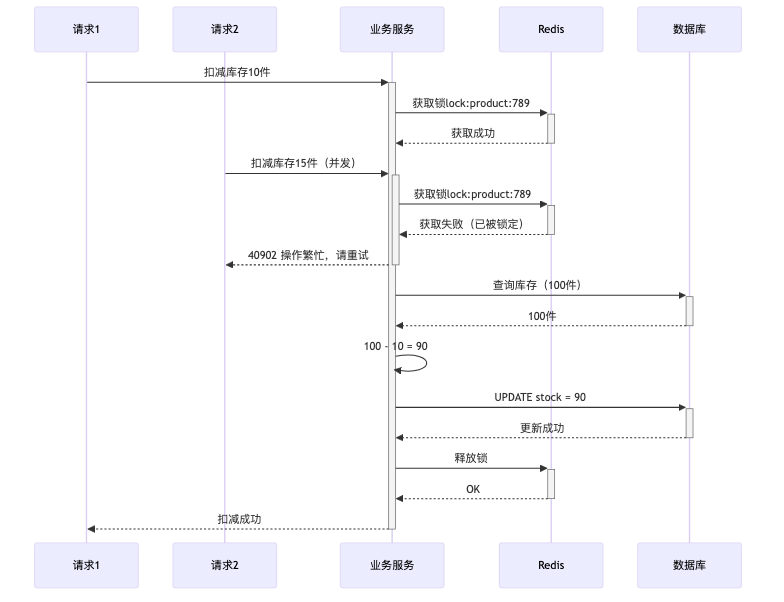 请求1
请求2
业务服务
Redis
数据库
扣减库存10件
获取锁lock:product:789
获取成功
扣减库存15件（并发）
获取锁lock:product:789
获取失败（已被锁定）
40902 操作繁忙，请重试
查询库存（100件）
100件
100 - 10 = 90
UPDATE stock = 90
更新成功
释放锁
OK
扣减成功
请求1
请求2
业务服务
Redis
数据库